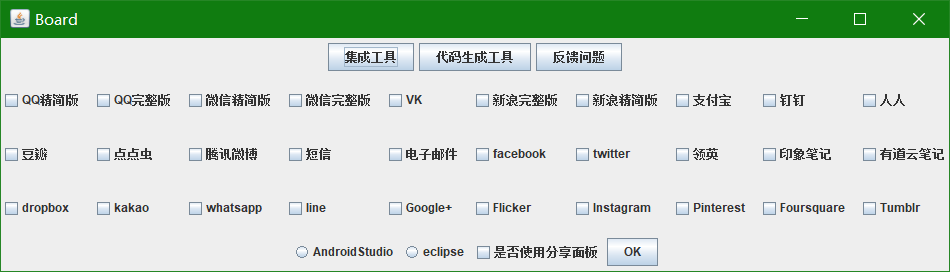 Board
集成工具 代码生成工具 反馈问题
QQ精简版 QQ完整版 微信精简版 微信完整版 VK 新浪完整版 新浪精简版 支付宝 钉钉 人人
豆瓣 点点虫 腾讯微博 短信 电子邮件 facebook twitter 领英 印象笔记 有道云笔记
dropbox kakao whatsapp line Google+ Flicker Instagram Pinterest Foursquare Tumblr
AndroidStudio eclipse 是否使用分享面板 OK